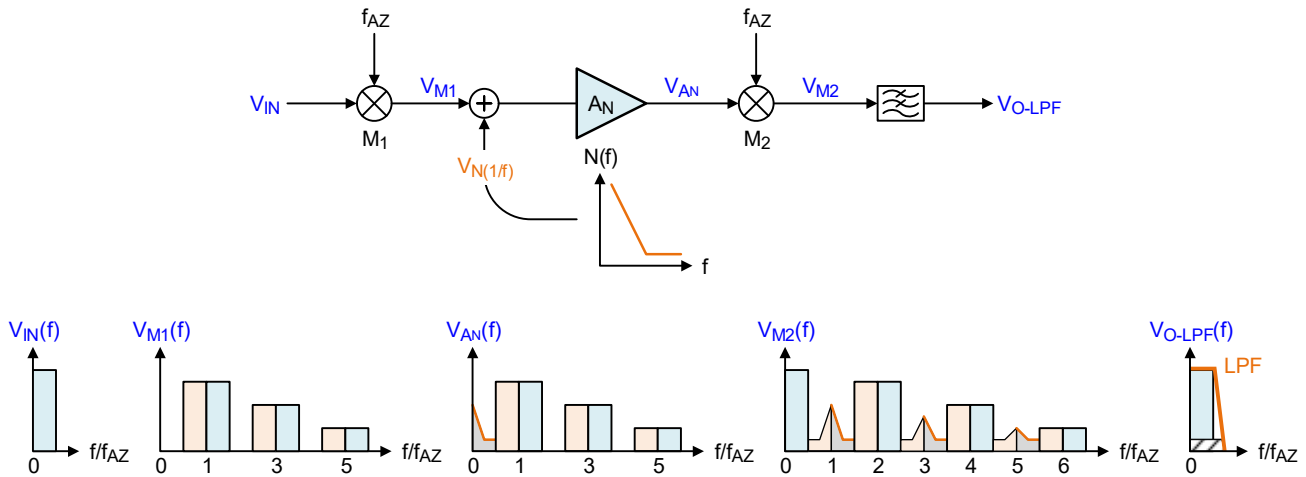 f_AZ f_AZ
V_IN V_M1 + A_N V_AN V_M2 V_O-LPF
M_1 M_2
V_N(1/f) N(f)
f
V_IN(f) V_M1(f) V_AN(f) V_M2(f) V_O-LPF(f)
LPF
f/f_AZ f/f_AZ f/f_AZ f/f_AZ f/f_AZ
0 0 1 3 5 0 1 3 5 0 1 2 3 4 5 6 0